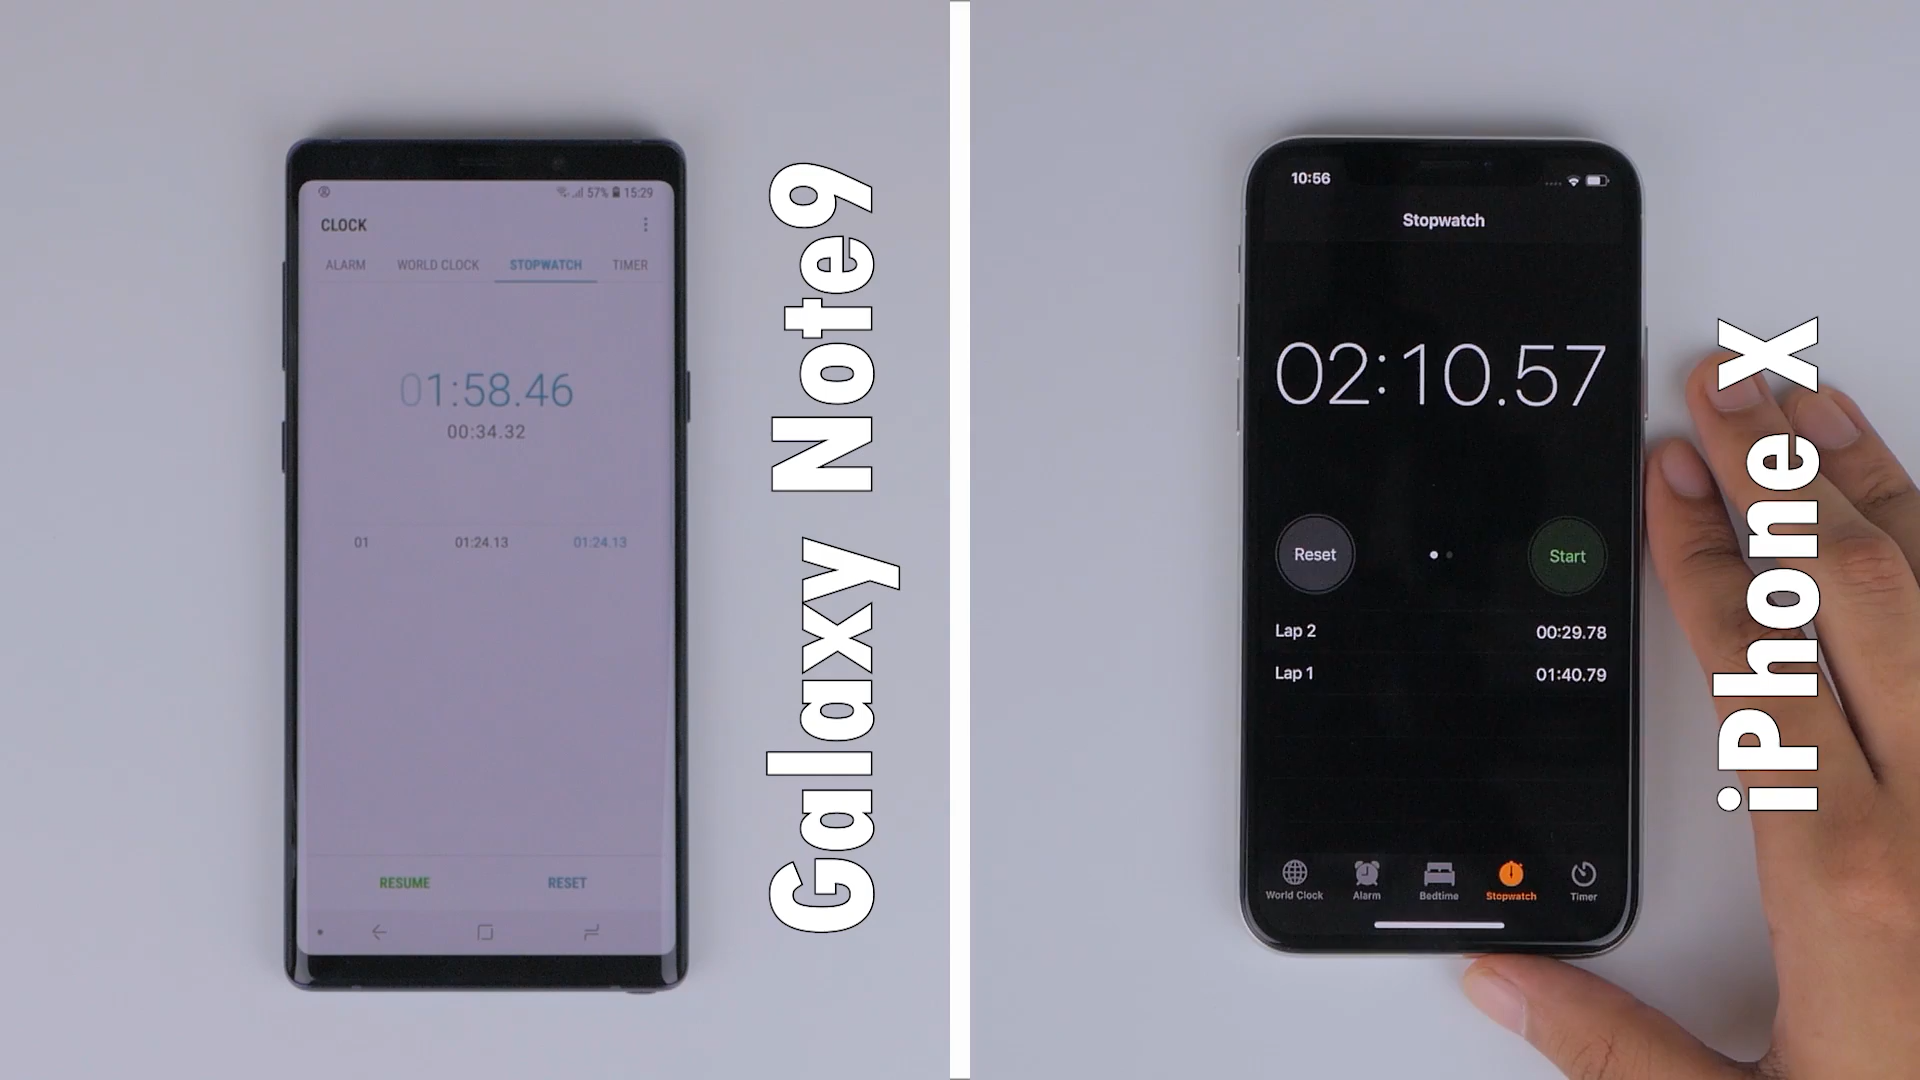 57% 15:29
CLOCK
ALARM WORLD CLOCK STOPWATCH TIMER
01:58.46
00:34.32
01 01:24.13 01:24.13
RESUME RESET
Galaxy Note9
10:56
Stopwatch
02:10.57
Reset Start
Lap 2 00:29.78
Lap 1 01:40.79
World Clock Alarm Bedtime Stopwatch Timer
iPhone X